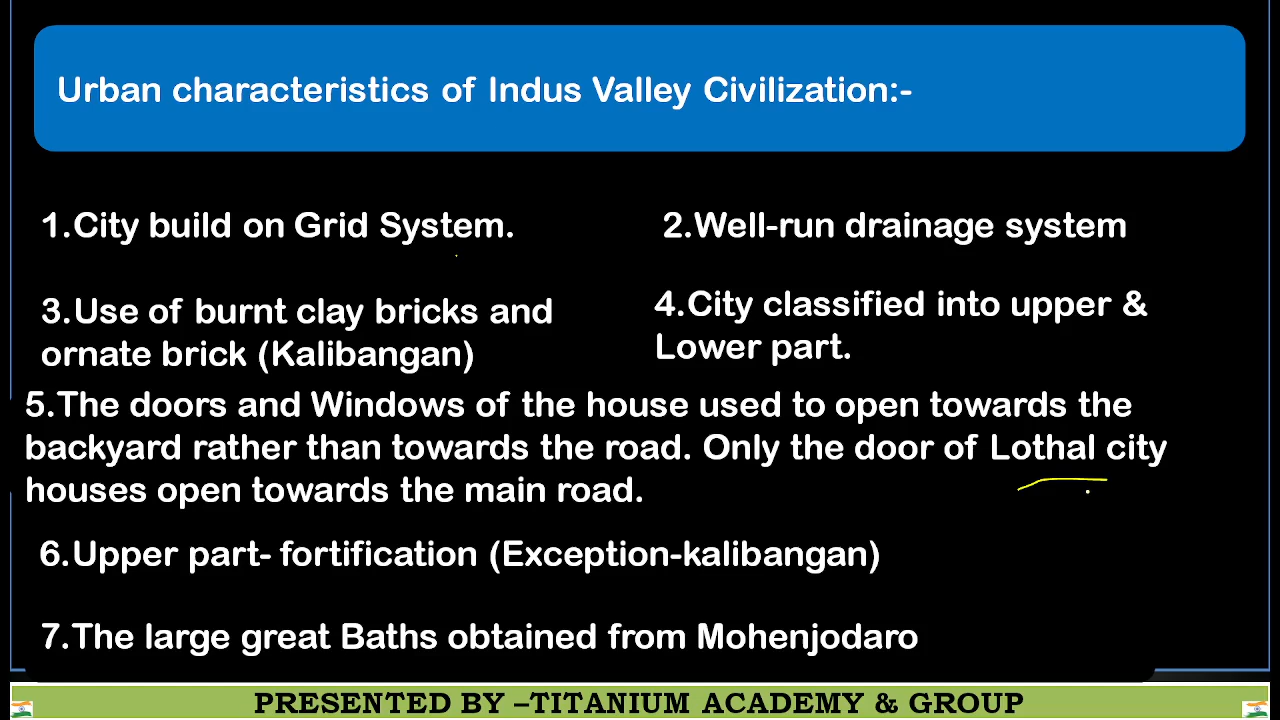 Urban characteristics of Indus Valley Civilization:-
1.City build on Grid System.
2.Well-run drainage system
3.Use of burnt clay bricks and
ornate brick (Kalibangan)
4.City classified into upper &
Lower part.
5.The doors and Windows of the house used to open towards the
backyard rather than towards the road. Only the door of Lothal city
houses open towards the main road.
6.Upper part- fortification (Exception-kalibangan)
7.The large great Baths obtained from Mohenjodaro
PRESENTED BY –TITANIUM ACADEMY & GROUP